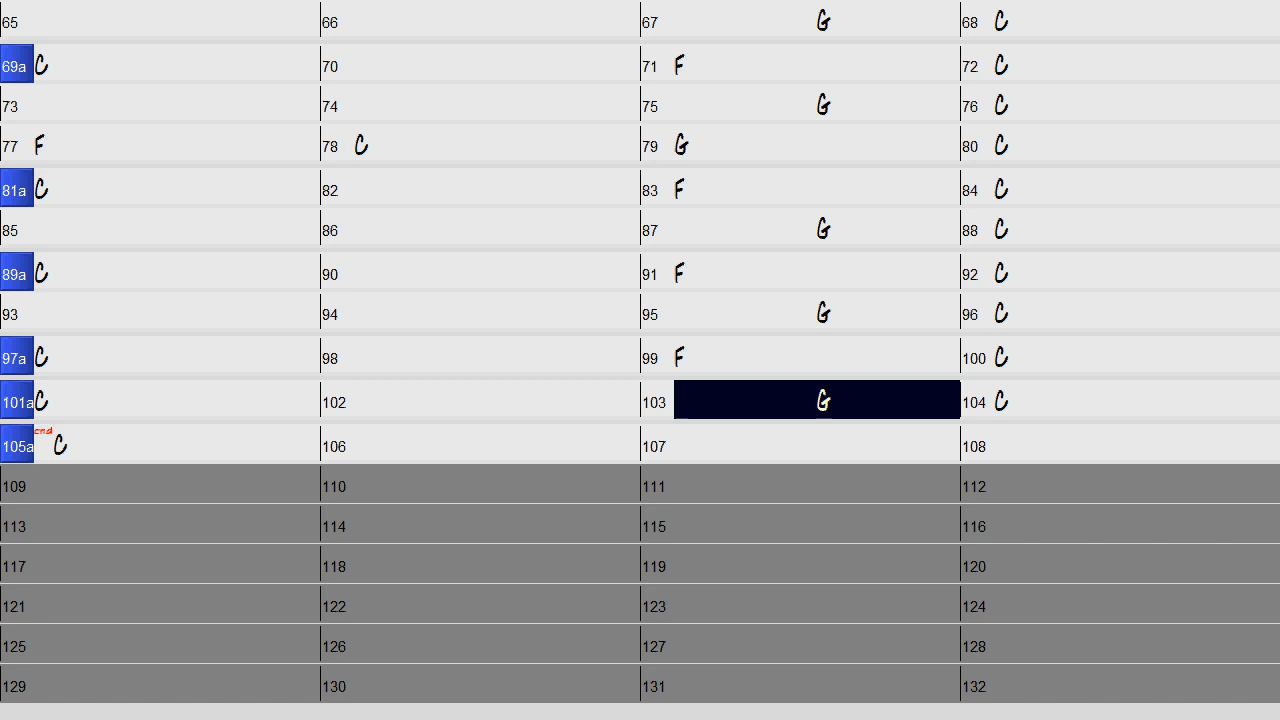 65 66 67 G 68 C
69a C 70 71 F 72 C
73 74 75 G 76 C
77 F 78 C 79 G 80 C
81a C 82 83 F 84 C
85 86 87 G 88 C
89a C 90 91 F 92 C
93 94 95 G 96 C
97a C 98 99 F 100 C
101a C 102 103 G 104 C
105a end C 106 107 108
109 110 111 112
113 114 115 116
117 118 119 120
121 122 123 124
125 126 127 128
129 130 131 132